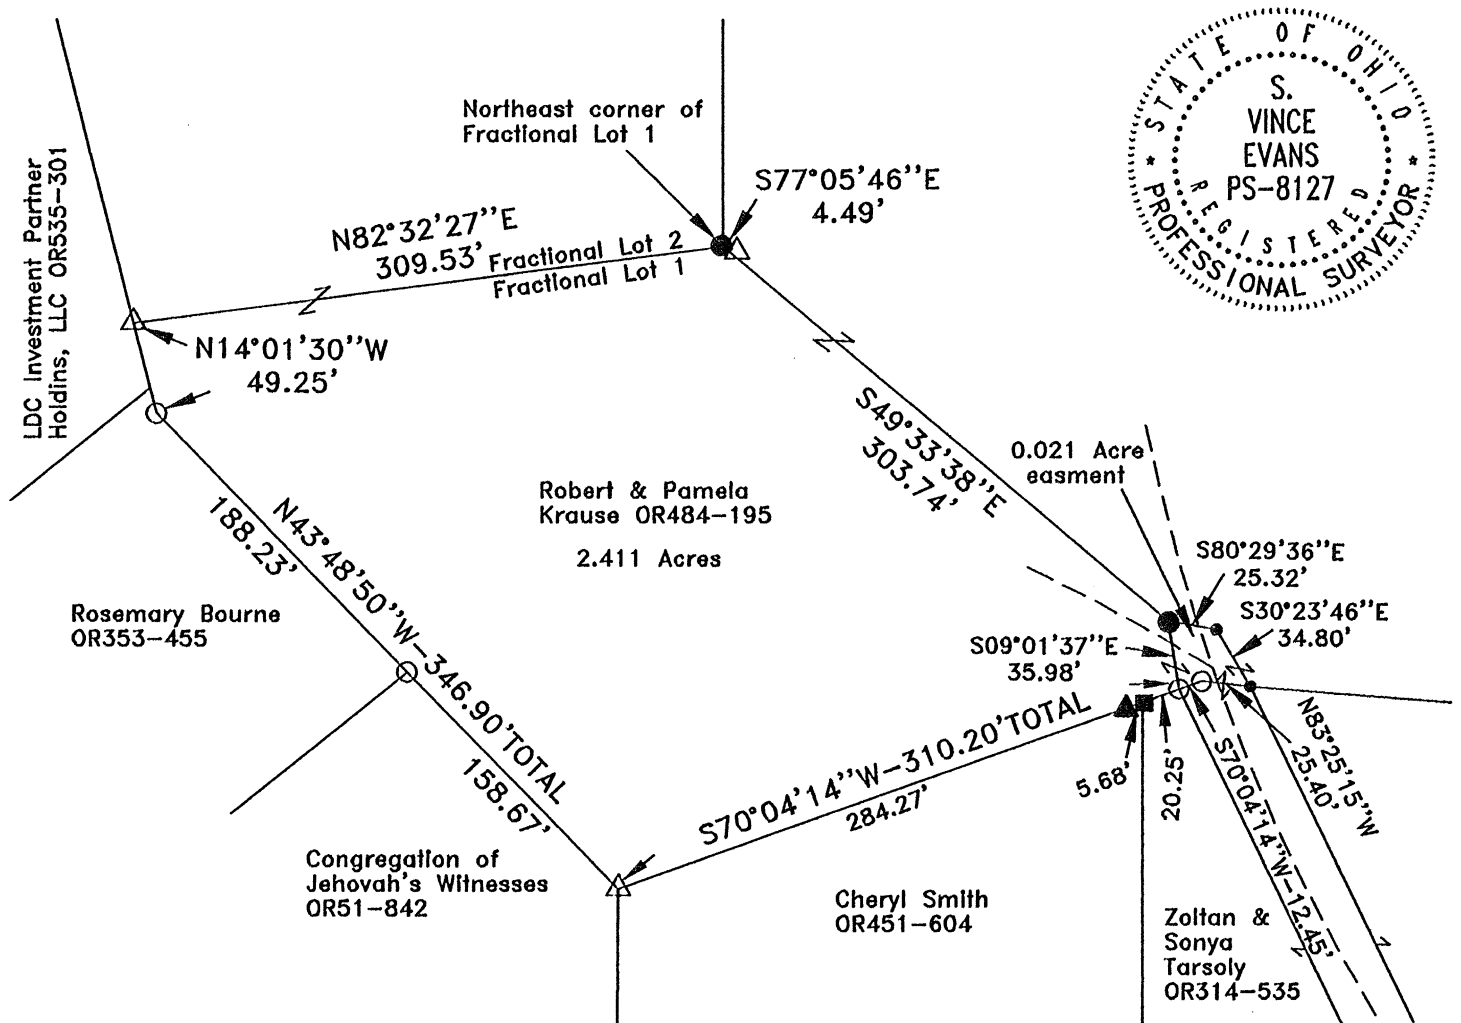 STATE OF OHIO
S.
VINCE
EVANS
PS-8127
REGISTERED
* PROFESSIONAL SURVEYOR *
Northeast corner of
Fractional Lot 1
S77°05'46"E
4.49'
LDC Investment Partner
Holdins, LLC OR535-301
N82°32'27"E
309.53'
Fractional Lot 2
Fractional Lot 1
N14°01'30"W
49.25'
S49°33'38"E
303.74'
0.021 Acre
easment
Robert & Pamela
Krause OR484-195
2.411 Acres
N43°48'50"W-346.90'TOTAL
188.23'
158.67'
Rosemary Bourne
OR353-455
S80°29'36"E
25.32'
S30°23'46"E
34.80'
S09°01'37"E
35.98'
S70°04'14"W-310.20'TOTAL
284.27'
5.68'
20.25'
N83°25'15"W
25.40'
S70°04'14"W-12.45'
Congregation of
Jehovah's Witnesses
OR51-842
Cheryl Smith
OR451-604
Zoltan &
Sonya
Tarsoly
OR314-535